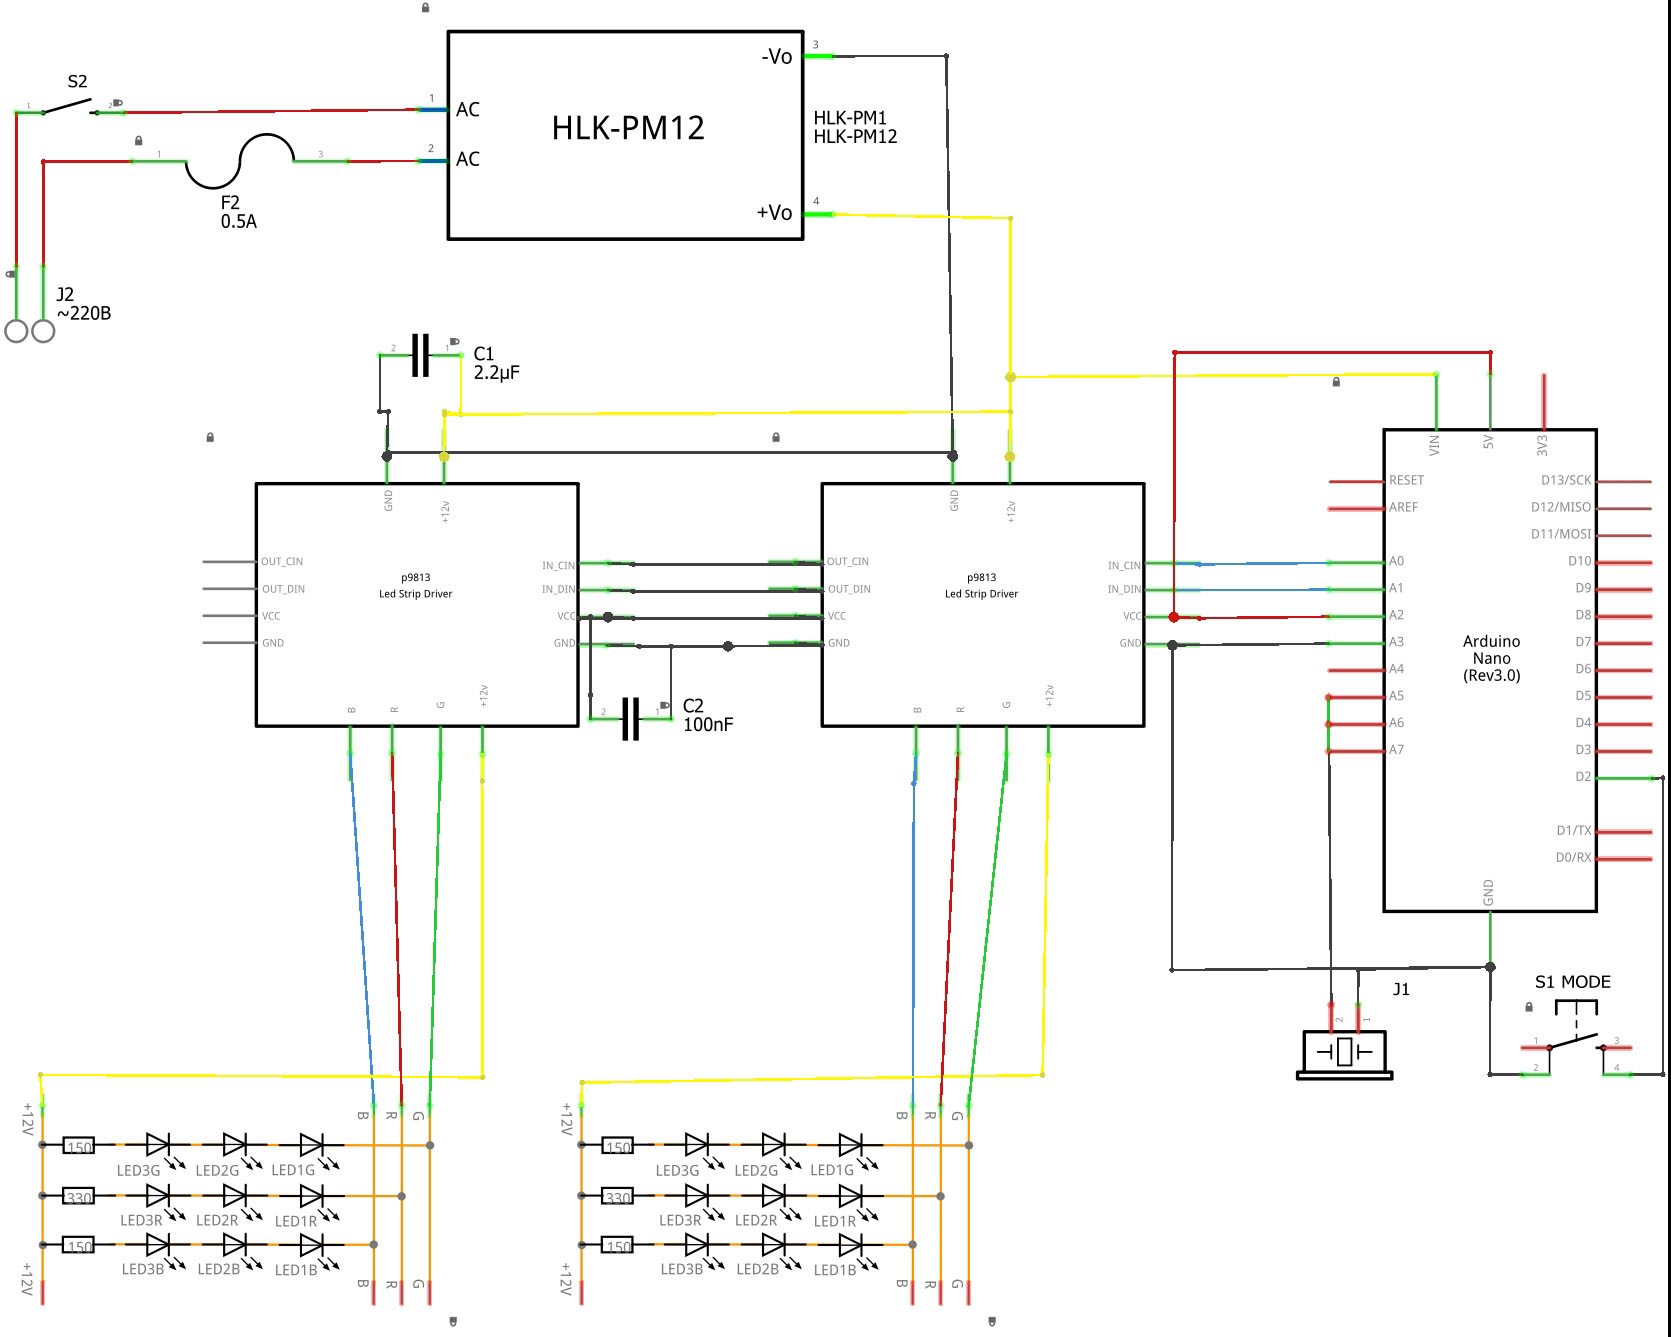 S2
1
2
AC
AC
1
2
HLK-PM12
-Vo
3
+Vo
4
HLK-PM1
HLK-PM12
1
3
F2
0.5A
J2
~220В
2
1
C1
2.2µF
GND
+12v
OUT_CIN
OUT_DIN
VCC
GND
p9813
Led Strip Driver
IN_CIN
IN_DIN
VCC
GND
B
R
G
+12v
2
1
C2
100nF
GND
+12v
OUT_CIN
OUT_DIN
VCC
GND
p9813
Led Strip Driver
IN_CIN
IN_DIN
VCC
GND
B
R
G
+12v
VIN
5V
3V3
RESET
AREF
A0
A1
A2
A3
A4
A5
A6
A7
Arduino
Nano
(Rev3.0)
D13/SCK
D12/MISO
D11/MOSI
D10
D9
D8
D7
D6
D5
D4
D3
D2
D1/TX
D0/RX
GND
J1
2
1
S1 MODE
1
3
2
4
+12V
B
R
G
150
LED3G
LED2G
LED1G
330
LED3R
LED2R
LED1R
150
LED3B
LED2B
LED1B
+12V
B
R
G
+12V
B
R
G
150
LED3G
LED2G
LED1G
330
LED3R
LED2R
LED1R
150
LED3B
LED2B
LED1B
+12V
B
R
G